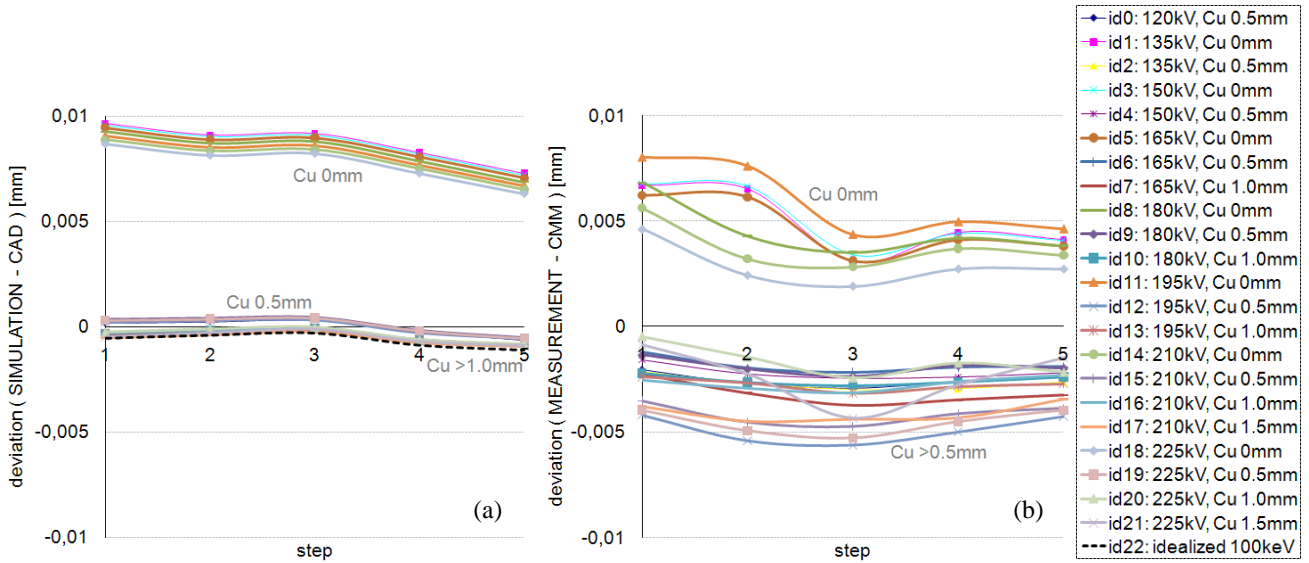 deviation ( SIMULATION - CAD ) [mm]
0,01
0,005
0
-0,005
-0,01
1 2 3 4 5
Cu 0mm
Cu 0.5mm
Cu >1.0mm
(a)
step
deviation ( MEASUREMENT - CMM ) [mm]
0,01
0,005
0
-0,005
-0,01
1 2 3 4 5
Cu 0mm
Cu >0.5mm
(b)
step
id0: 120kV, Cu 0.5mm
id1: 135kV, Cu 0mm
id2: 135kV, Cu 0.5mm
id3: 150kV, Cu 0mm
id4: 150kV, Cu 0.5mm
id5: 165kV, Cu 0mm
id6: 165kV, Cu 0.5mm
id7: 165kV, Cu 1.0mm
id8: 180kV, Cu 0mm
id9: 180kV, Cu 0.5mm
id10: 180kV, Cu 1.0mm
id11: 195kV, Cu 0mm
id12: 195kV, Cu 0.5mm
id13: 195kV, Cu 1.0mm
id14: 210kV, Cu 0mm
id15: 210kV, Cu 0.5mm
id16: 210kV, Cu 1.0mm
id17: 210kV, Cu 1.5mm
id18: 225kV, Cu 0mm
id19: 225kV, Cu 0.5mm
id20: 225kV, Cu 1.0mm
id21: 225kV, Cu 1.5mm
id22: idealized 100keV